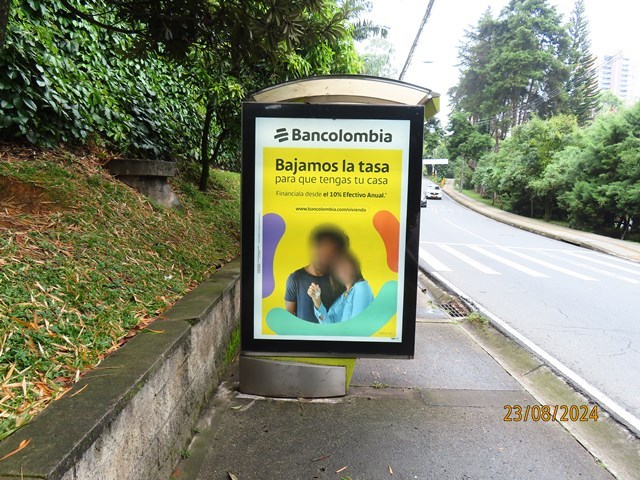 Bancolombia
Bajamos la tasa
para que tengas tu casa
Financiala desde el 10% Efectivo Anual.*
www.bancolombia.com/vivienda
23/08/2024